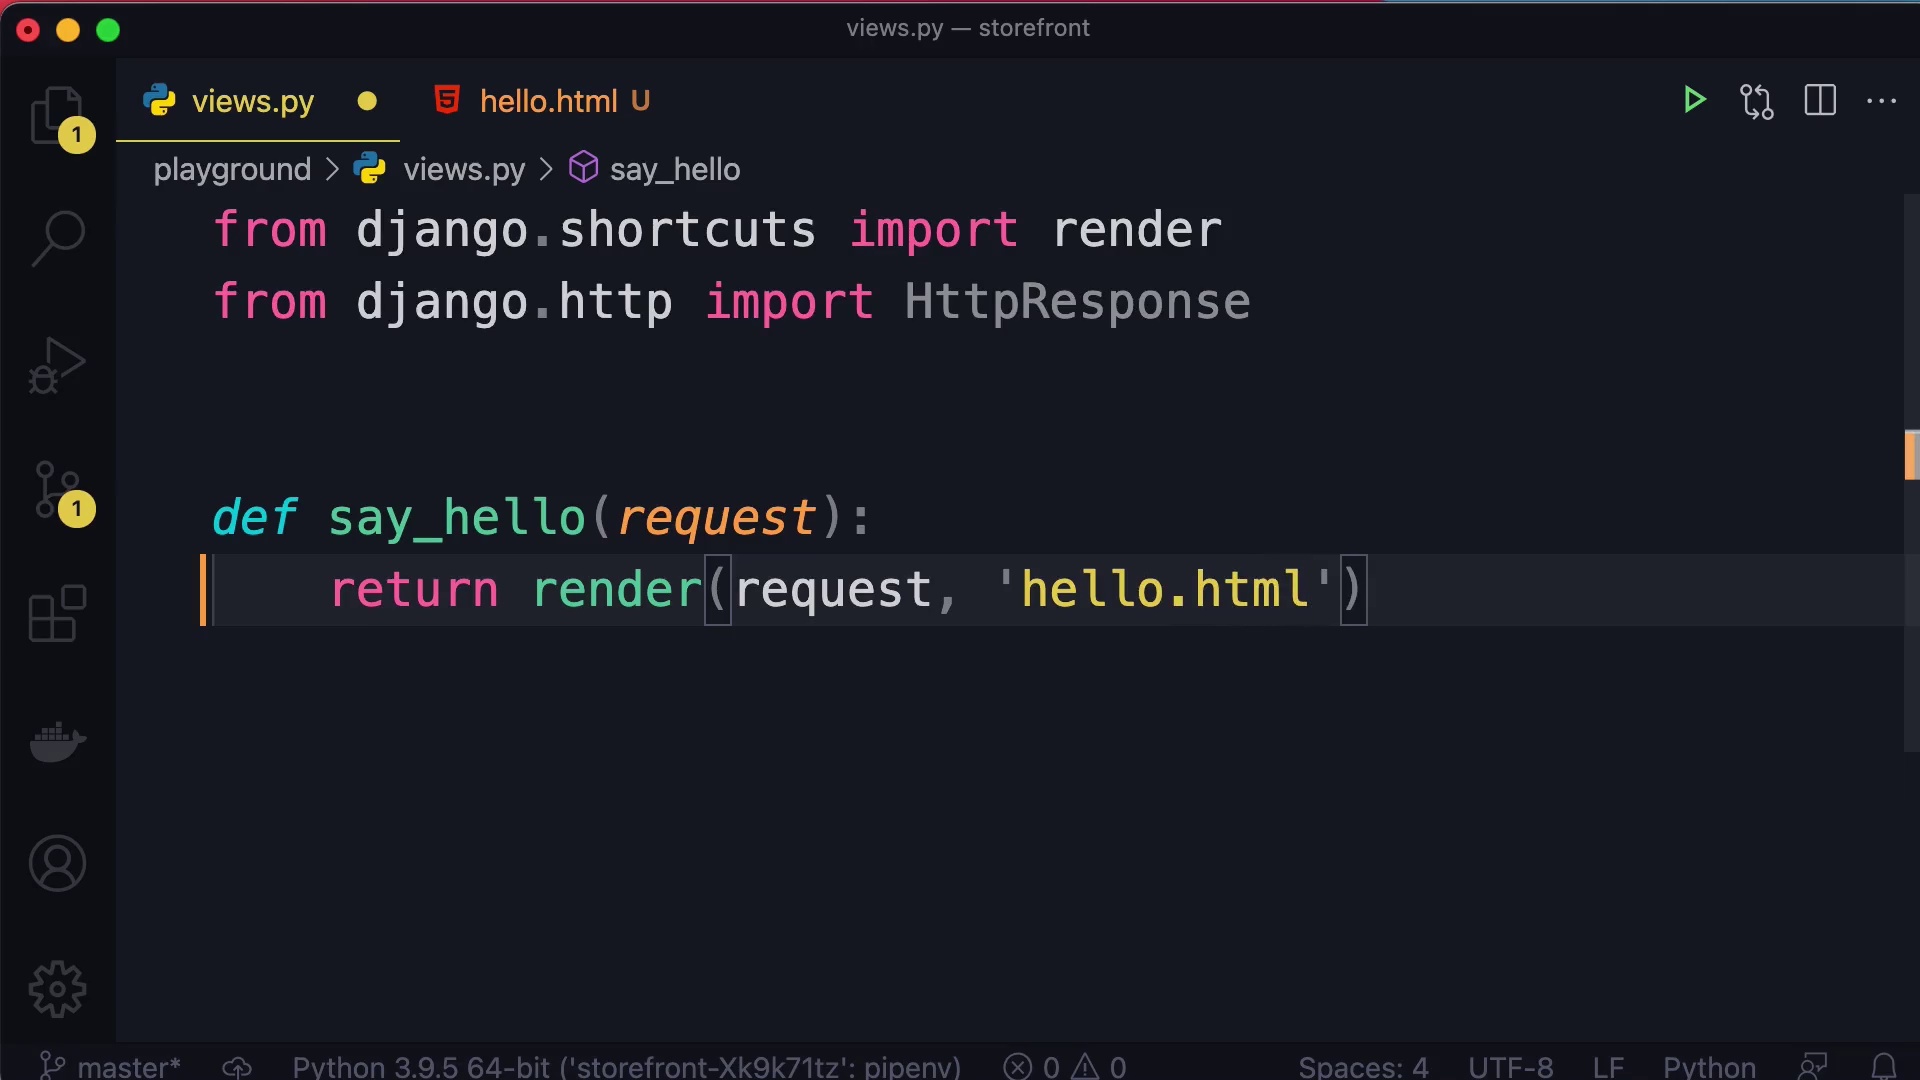 views.py — storefront
views.py hello.html U
1
playground > views.py > say_hello
from django.shortcuts import render
from django.http import HttpResponse
def say_hello(request):
    return render(request, 'hello.html')
1
master* Python 3.9.5 64-bit ('storefront-Xk9k71tz': pipenv) 0 0 Spaces: 4 UTF-8 LF Python